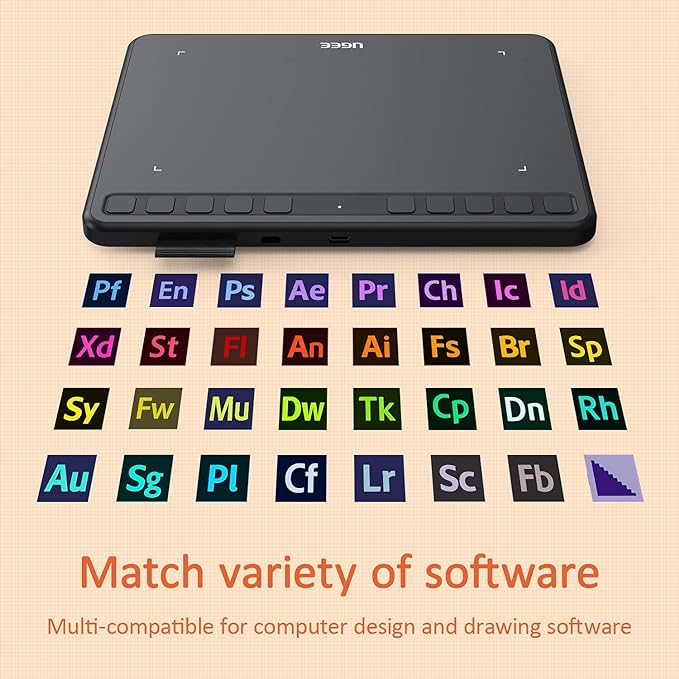 UGEE
Pf En Ps Ae Pr Ch Ic Id
Xd St Fl An Ai Fs Br Sp
Sy Fw Mu Dw Tk Cp Dn Rh
Au Sg Pl Cf Lr Sc Fb
Match variety of software
Multi-compatible for computer design and drawing software